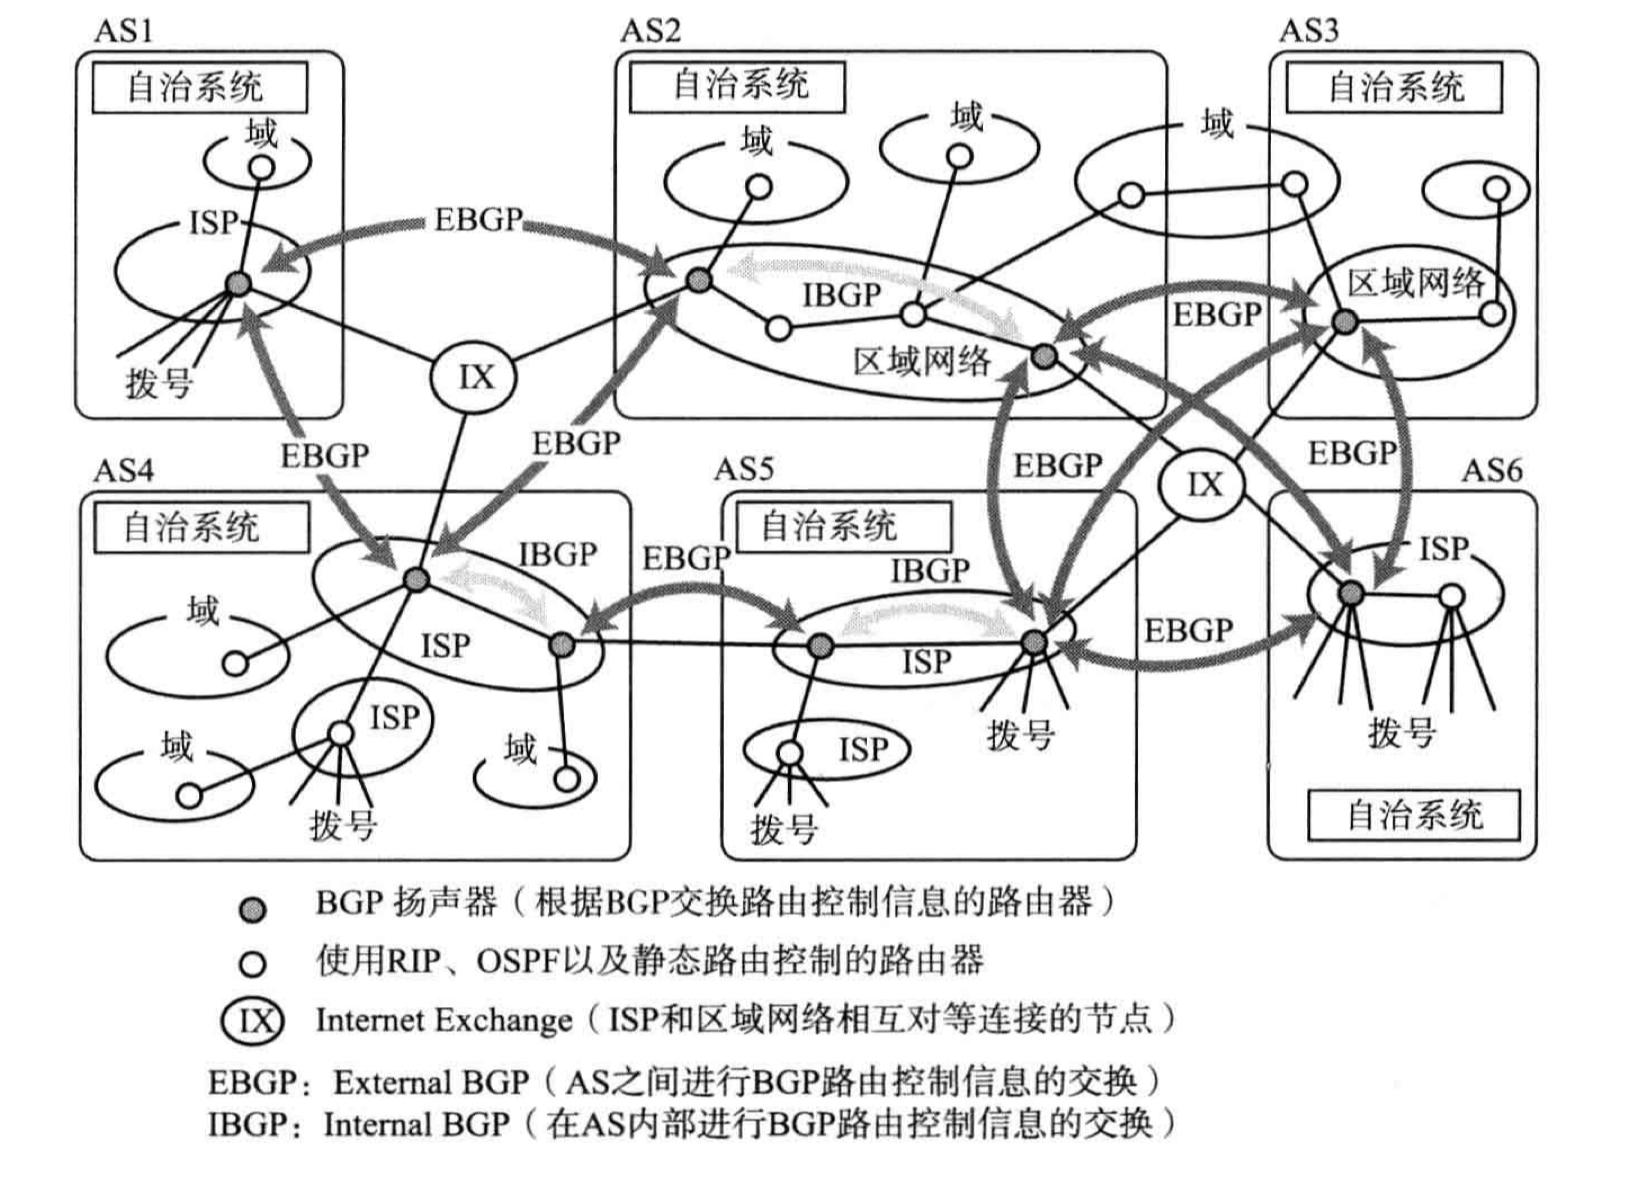 AS1
AS2
AS3
自治系统
自治系统
自治系统
域
域
域
域
ISP
EBGP
IBGP
区域网络
EBGP
区域网络
拨号
IX
EBGP
EBGP
EBGP
EBGP
IX
AS4
AS5
AS6
自治系统
自治系统
IBGP
EBGP
IBGP
ISP
域
ISP
ISP
EBGP
ISP
域
域
ISP
拨号
拨号
拨号
拨号
自治系统
BGP 扬声器（根据BGP交换路由控制信息的路由器）
使用RIP、OSPF以及静态路由控制的路由器
IX Internet Exchange（ISP和区域网络相互对等连接的节点）
EBGP：External BGP（AS之间进行BGP路由控制信息的交换）
IBGP：Internal BGP（在AS内部进行BGP路由控制信息的交换）